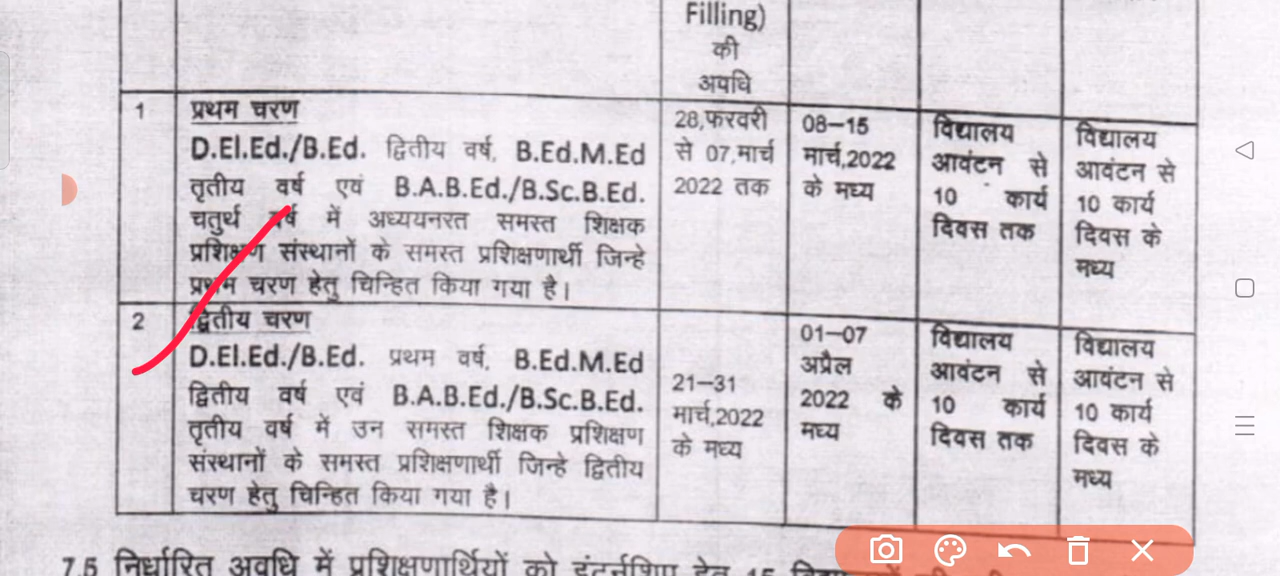 Filling)
की
अवधि
1
प्रथम चरण
D.El.Ed./B.Ed. द्वितीय वर्ष, B.Ed.M.Ed
तृतीय वर्ष एवं B.A.B.Ed./B.Sc.B.Ed.
चतुर्थ वर्ष में अध्ययनरत समस्त शिक्षक
प्रशिक्षण संस्थानों के समस्त प्रशिक्षणार्थी जिन्हे
प्रथम चरण हेतु चिन्हित किया गया है।
28,फरवरी
से 07,मार्च
2022 तक
08–15
मार्च,2022
के मध्य
विद्यालय
आवंटन से
10 कार्य
दिवस तक
विद्यालय
आवंटन से
10 कार्य
दिवस के
मध्य
2
द्वितीय चरण
D.El.Ed./B.Ed. प्रथम वर्ष, B.Ed.M.Ed
द्वितीय वर्ष एवं B.A.B.Ed./B.Sc.B.Ed.
तृतीय वर्ष में उन समस्त शिक्षक प्रशिक्षण
संस्थानों के समस्त प्रशिक्षणार्थी जिन्हे द्वितीय
चरण हेतु चिन्हित किया गया है।
21–31
मार्च,2022
के मध्य
01–07
अप्रैल
2022 के
मध्य
विद्यालय
आवंटन से
10 कार्य
दिवस तक
विद्यालय
आवंटन से
10 कार्य
दिवस के
मध्य
7.5 निर्धारित अवधि में प्रशिक्षणार्थियों को इंटर्नशिप हेतु 15